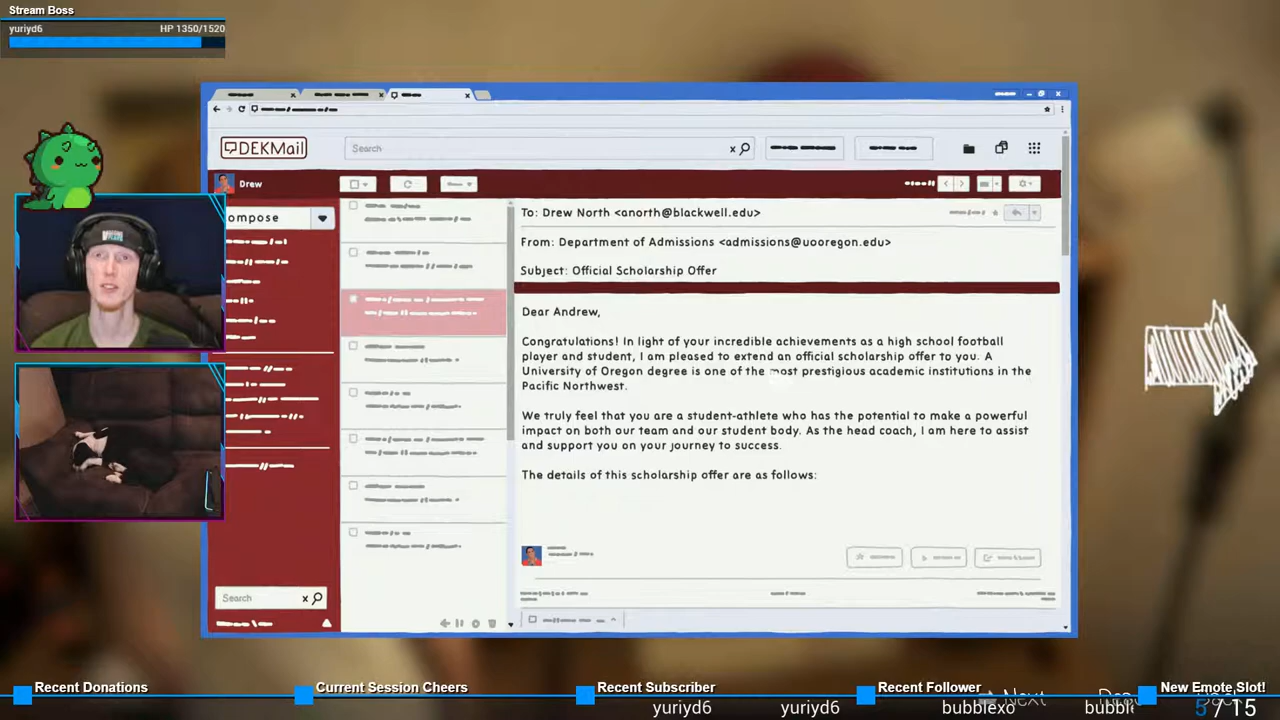 Stream Boss
yuriyd6 HP 1350/1520
DEKMail
Search
Drew
ompose
To: Drew North <anorth@blackwell.edu>
From: Department of Admissions <admissions@uooregon.edu>
Subject: Official Scholarship Offer
Dear Andrew,
Congratulations! In light of your incredible achievements as a high school football
player and student, I am pleased to extend an official scholarship offer to you. A
University of Oregon degree is one of the most prestigious academic institutions in the
Pacific Northwest.
We truly feel that you are a student-athlete who has the potential to make a powerful
impact on both our team and our student body. As the head coach, I am here to assist
and support you on your journey to success.
The details of this scholarship offer are as follows:
Search
Recent Donations
Current Session Cheers
Recent Subscriber
Recent Follower
New Emote Slot!
Next
yuriyd6
yuriyd6
bubblexo
bubbl
5 / 15